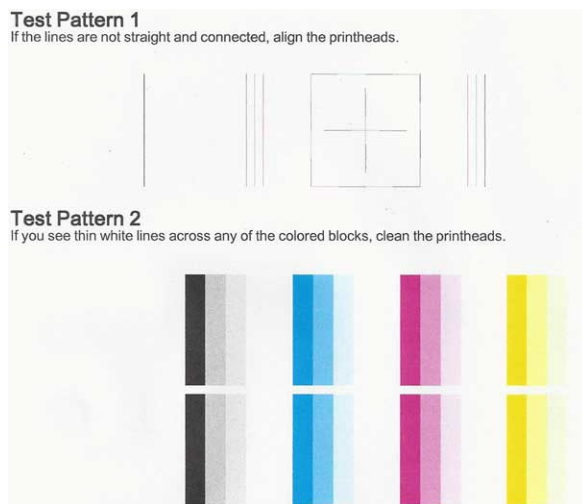 Test Pattern 1
If the lines are not straight and connected, align the printheads.
Test Pattern 2
If you see thin white lines across any of the colored blocks, clean the printheads.